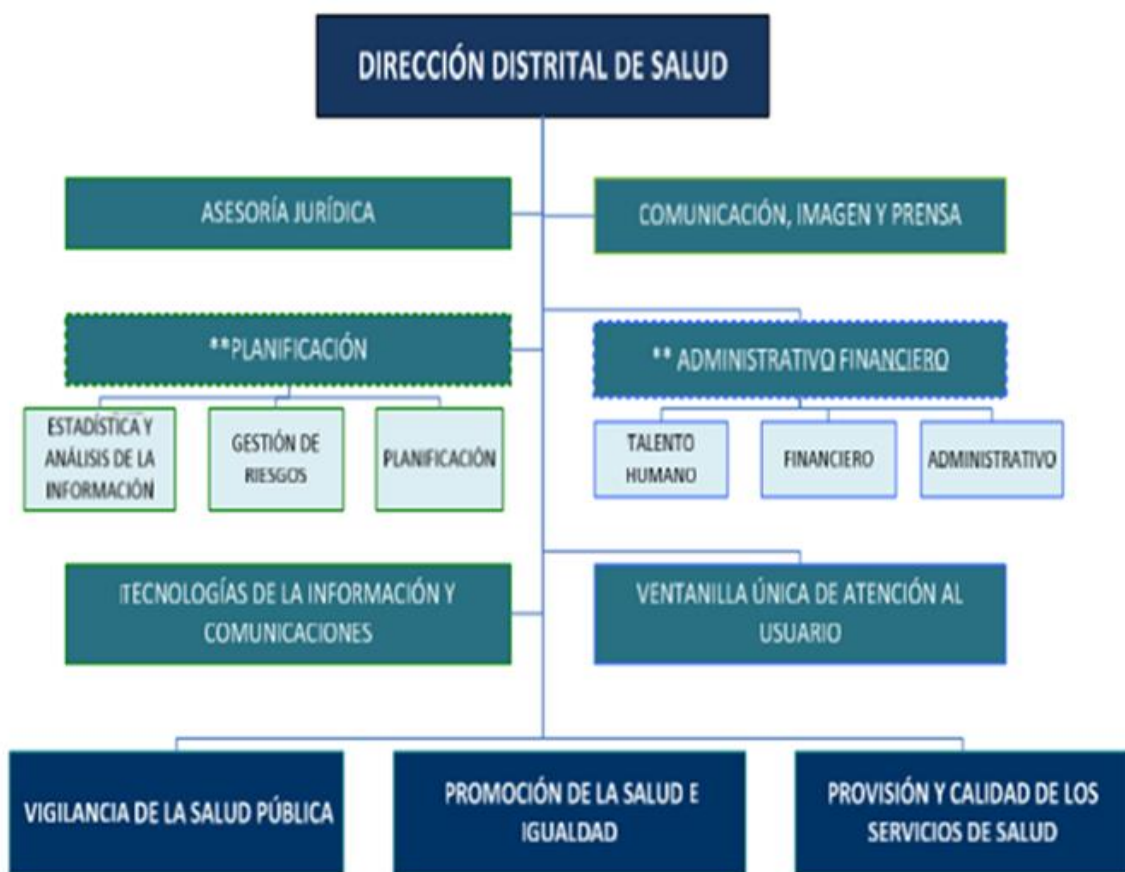 DIRECCIÓN DISTRITAL DE SALUD
ASESORÍA JURÍDICA
COMUNICACIÓN, IMAGEN Y PRENSA
**PLANIFICACIÓN
** ADMINISTRATIVO FINANCIERO
ESTADÍSTICA Y
ANÁLISIS DE LA
INFORMACIÓN
GESTIÓN DE
RIESGOS
PLANIFICACIÓN
TALENTO
HUMANO
FINANCIERO
ADMINISTRATIVO
TECNOLOGÍAS DE LA INFORMACIÓN Y
COMUNICACIONES
VENTANILLA ÚNICA DE ATENCIÓN AL
USUARIO
VIGILANCIA DE LA SALUD PÚBLICA
PROMOCIÓN DE LA SALUD E
IGUALDAD
PROVISIÓN Y CALIDAD DE LOS
SERVICIOS DE SALUD